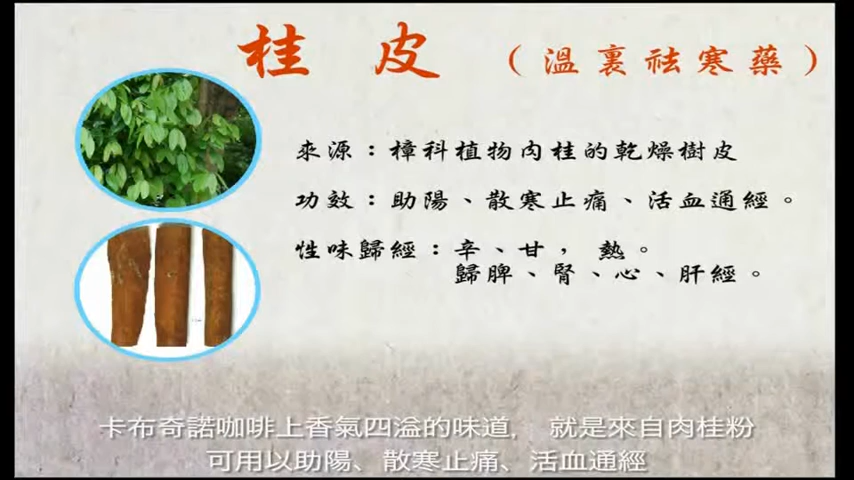 桂皮（溫裏祛寒藥）
來源：樟科植物肉桂的乾燥樹皮
功效：助陽、散寒止痛、活血通經。
性味歸經：辛、甘，熱。
歸脾、腎、心、肝經。
卡布奇諾咖啡上香氣四溢的味道， 就是來自肉桂粉
可用以助陽、散寒止痛、活血通經